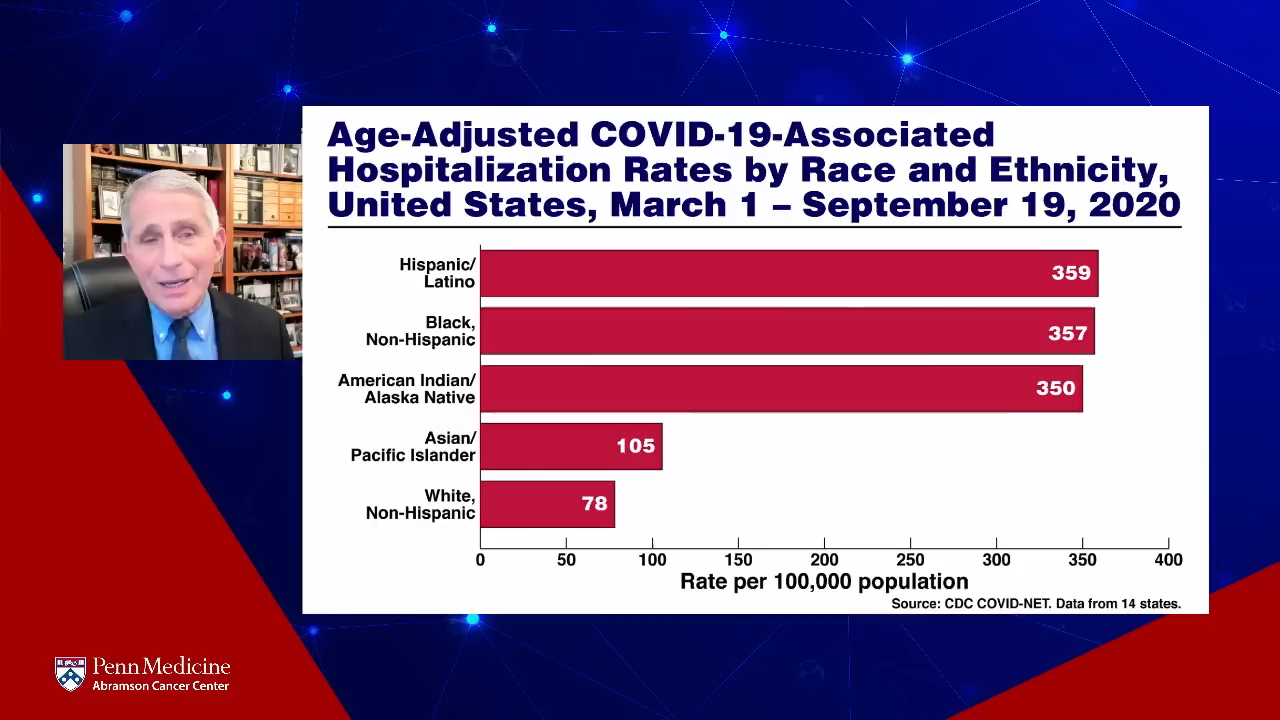 Age-Adjusted COVID-19-Associated
Hospitalization Rates by Race and Ethnicity,
United States, March 1 – September 19, 2020
Hispanic/
Latino
359
Black,
Non-Hispanic
357
American Indian/
Alaska Native
350
Asian/
Pacific Islander
105
White,
Non-Hispanic
78
0 50 100 150 200 250 300 350 400
Rate per 100,000 population
Source: CDC COVID-NET. Data from 14 states.
Penn Medicine
Abramson Cancer Center